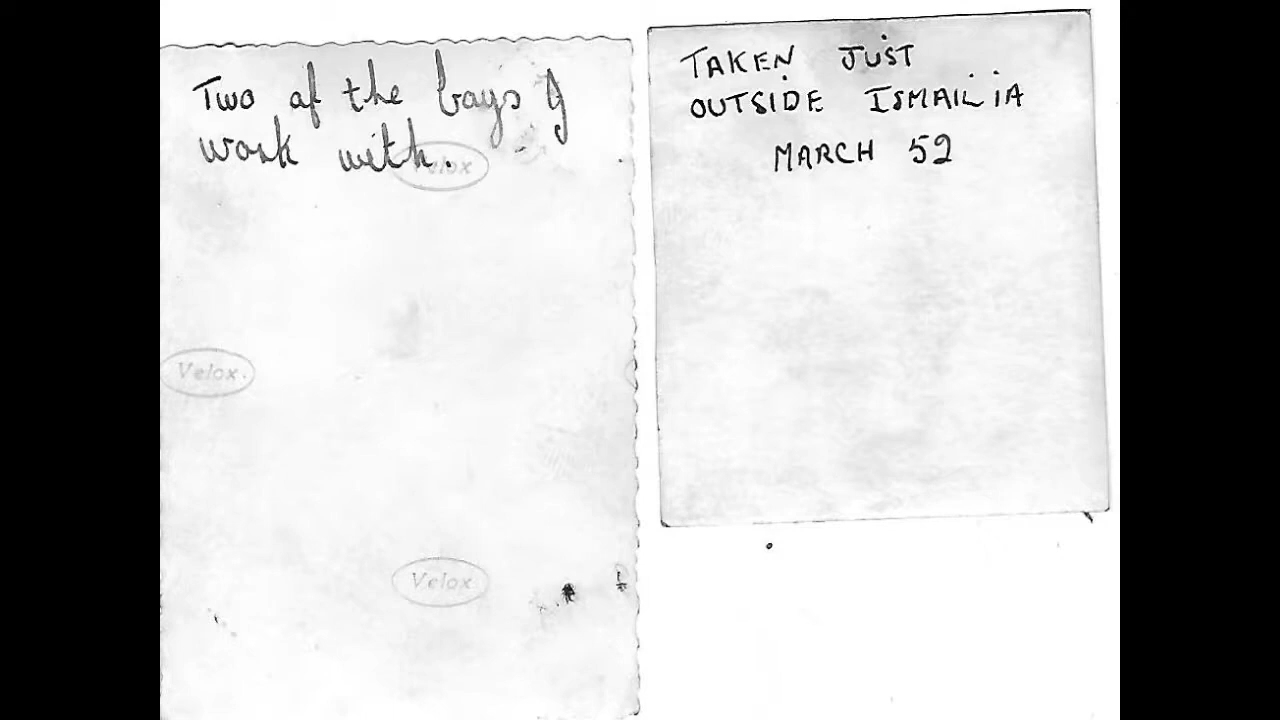 Two of the boys I
work with.
Velox
Velox
Velox
TAKEN JUST
OUTSIDE ISMAILIA
MARCH 52